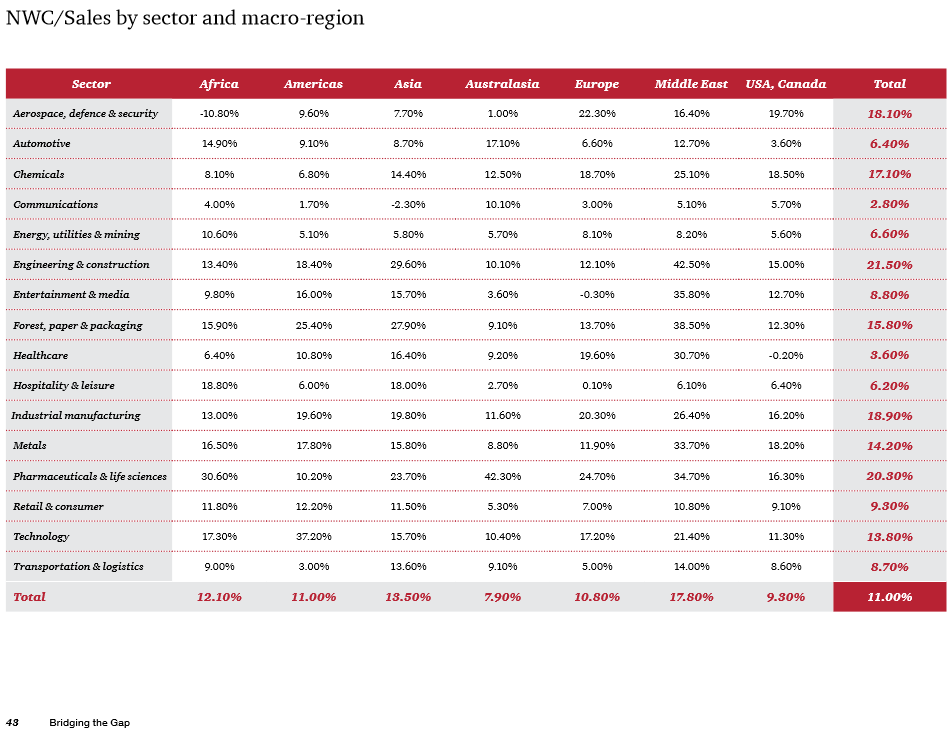 NWC/Sales by sector and macro-region
Sector Africa Americas Asia Australasia Europe Middle East USA, Canada Total
Aerospace, defence & security -10.80% 9.60% 7.70% 1.00% 22.30% 16.40% 19.70% 18.10%
Automotive 14.90% 9.10% 8.70% 17.10% 6.60% 12.70% 3.60% 6.40%
Chemicals 8.10% 6.80% 14.40% 12.50% 18.70% 25.10% 18.50% 17.10%
Communications 4.00% 1.70% -2.30% 10.10% 3.00% 5.10% 5.70% 2.80%
Energy, utilities & mining 10.60% 5.10% 5.80% 5.70% 8.10% 8.20% 5.60% 6.60%
Engineering & construction 13.40% 18.40% 29.60% 10.10% 12.10% 42.50% 15.00% 21.50%
Entertainment & media 9.80% 16.00% 15.70% 3.60% -0.30% 35.80% 12.70% 8.80%
Forest, paper & packaging 15.90% 25.40% 27.90% 9.10% 13.70% 38.50% 12.30% 15.80%
Healthcare 6.40% 10.80% 16.40% 9.20% 19.60% 30.70% -0.20% 3.60%
Hospitality & leisure 18.80% 6.00% 18.00% 2.70% 0.10% 6.10% 6.40% 6.20%
Industrial manufacturing 13.00% 19.60% 19.80% 11.60% 20.30% 26.40% 16.20% 18.90%
Metals 16.50% 17.80% 15.80% 8.80% 11.90% 33.70% 18.20% 14.20%
Pharmaceuticals & life sciences 30.60% 10.20% 23.70% 42.30% 24.70% 34.70% 16.30% 20.30%
Retail & consumer 11.80% 12.20% 11.50% 5.30% 7.00% 10.80% 9.10% 9.30%
Technology 17.30% 37.20% 15.70% 10.40% 17.20% 21.40% 11.30% 13.80%
Transportation & logistics 9.00% 3.00% 13.60% 9.10% 5.00% 14.00% 8.60% 8.70%
Total 12.10% 11.00% 13.50% 7.90% 10.80% 17.80% 9.30% 11.00%
48 Bridging the Gap